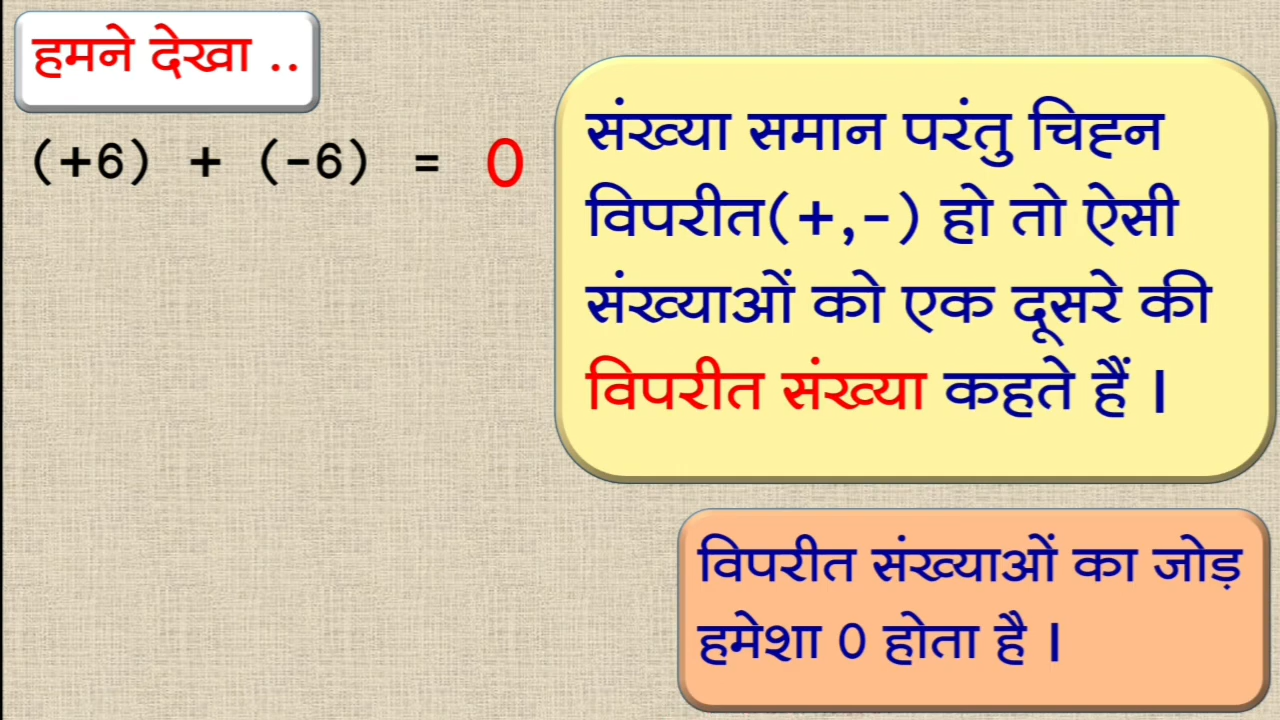 हमने देखा ..
(+6) + (-6) = 0
संख्या समान परंतु चिह्न
विपरीत(+,-) हो तो ऐसी
संख्याओं को एक दूसरे की
विपरीत संख्या कहते हैं ।
विपरीत संख्याओं का जोड़
हमेशा 0 होता है ।